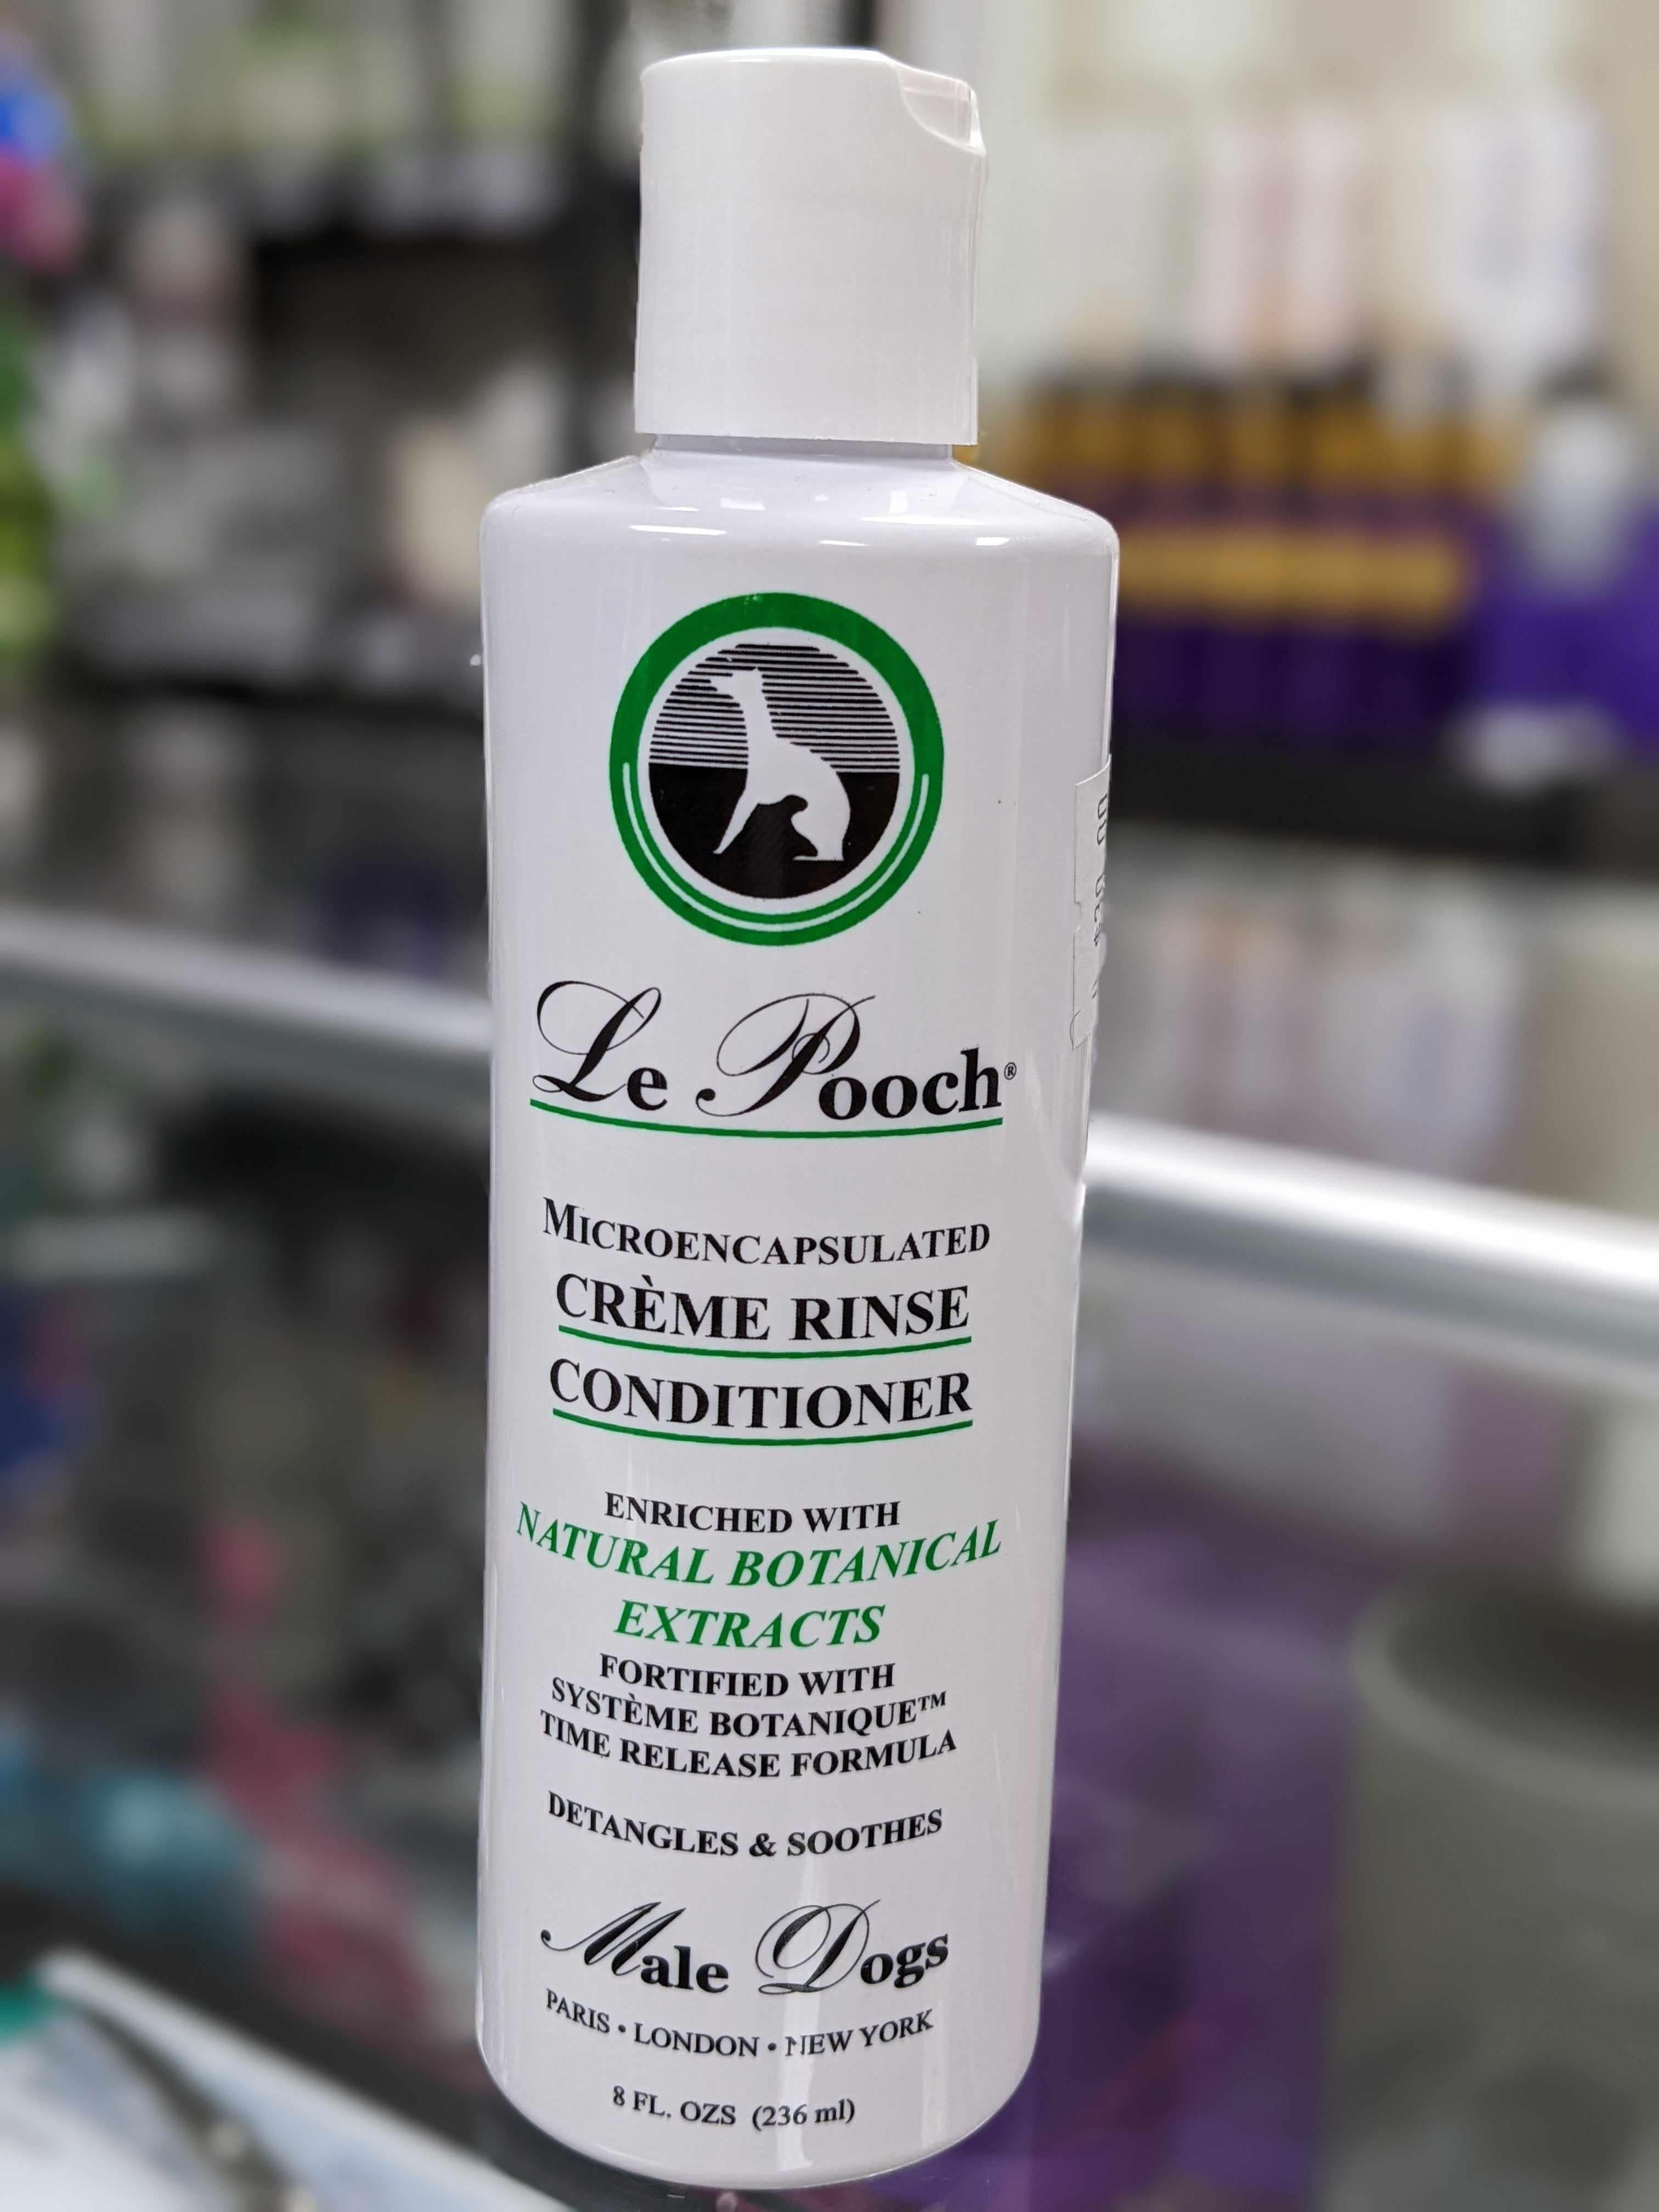 Le Pooch®
MICROENCAPSULATED
CRÈME RINSE
CONDITIONER
ENRICHED WITH
NATURAL BOTANICAL
EXTRACTS
FORTIFIED WITH
SYSTÈME BOTANIQUE™
TIME RELEASE FORMULA
DETANGLES & SOOTHES
Male Dogs
PARIS • LONDON • NEW YORK
8 FL. OZS (236 ml)